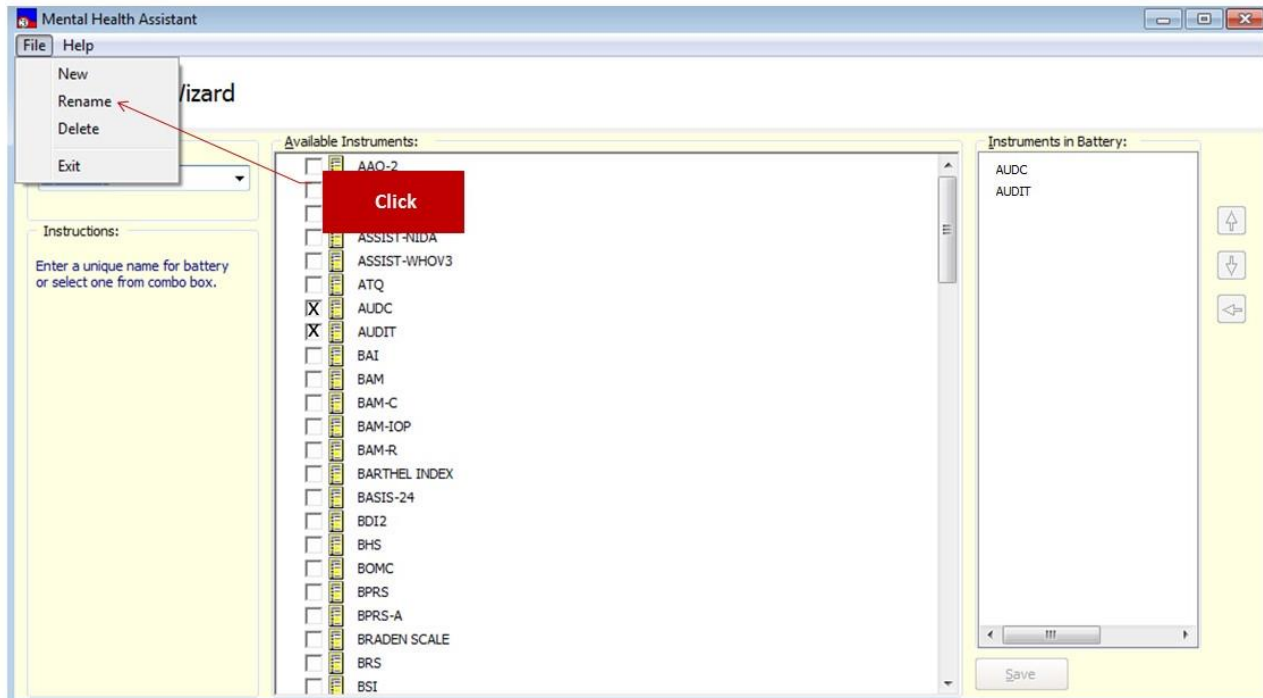 Mental Health Assistant
File Help
New
Rename
Delete
Exit
Wizard
Available Instruments:
Instruments in Battery:
AAQ-2
Click
ASSIST-NIDA
ASSIST-WHOV3
ATQ
X AUDC
X AUDIT
BAI
BAM
BAM-C
BAM-IOP
BAM-R
BARTHEL INDEX
BASIS-24
BDI2
BHS
BOMC
BPRS
BPRS-A
BRADEN SCALE
BRS
BSI
Instructions:
Enter a unique name for battery
or select one from combo box.
AUDC
AUDIT
Save